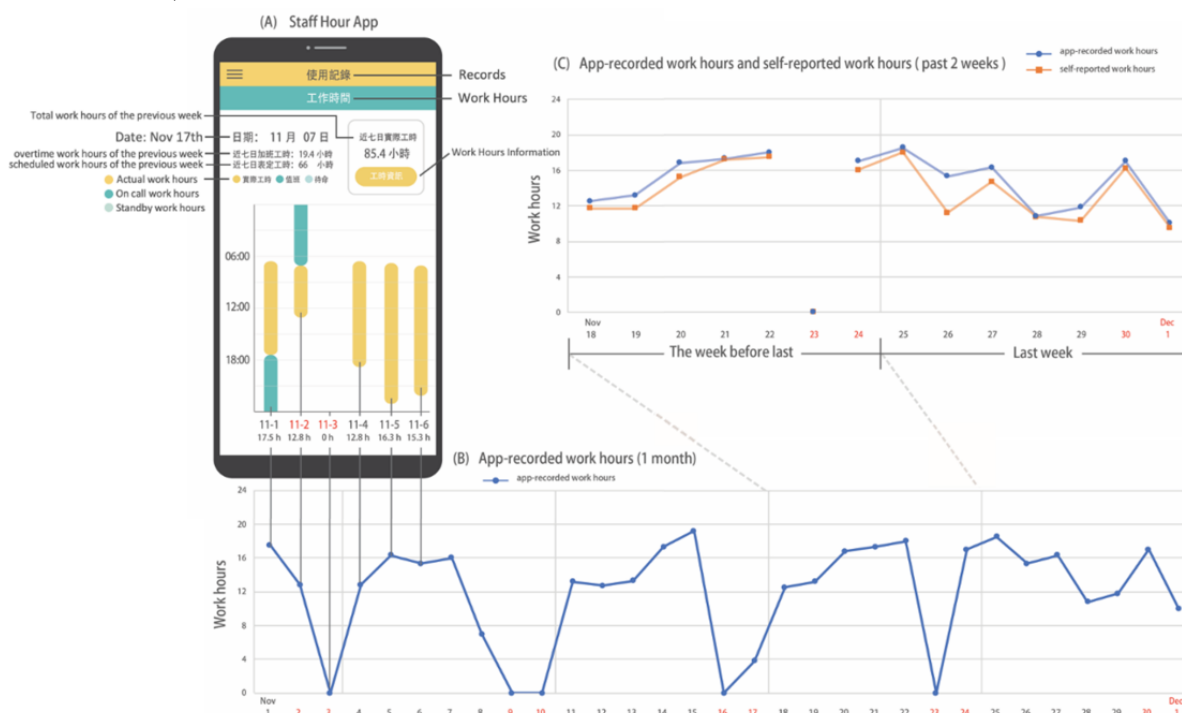 (A) Staff Hour App
使用記錄
Records
工作時間
Work Hours
Total work hours of the previous week
Date: Nov 17th
日期: 11 月 07 日
近七日實際工時
overtime work hours of the previous week
近七日加班工時: 19.4 小時
85.4 小時
Work Hours Information
scheduled work hours of the previous week
近七日表定工時: 66 小時
工時資訊
Actual work hours
實際工時 值班 待命
On call work hours
Standby work hours
06:00
12:00
18:00
11-1 11-2 11-3 11-4 11-5 11-6
17.5 h 12.8 h 0 h 12.8 h 16.3 h 15.3 h
(C) App-recorded work hours and self-reported work hours ( past 2 weeks )
app-recorded work hours
self-reported work hours
Work hours
24
20
16
12
8
4
0
Nov Dec
18 19 20 21 22 23 24 25 26 27 28 29 30 1
The week before last Last week
(B) App-recorded work hours (1 month)
app-recorded work hours
Work hours
24
20
16
12
8
4
0
Nov Dec
1 2 3 4 5 6 7 8 9 10 11 12 13 14 15 16 17 18 19 20 21 22 23 24 25 26 27 28 29 30 1